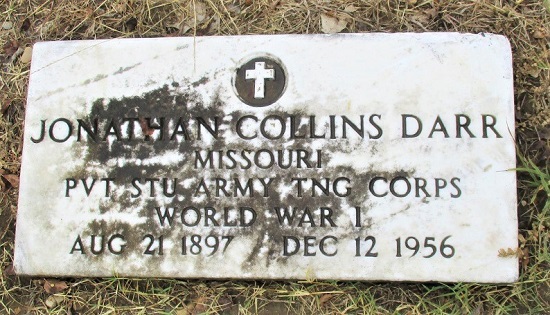 JONATHAN COLLINS DARR
MISSOURI
PVT STU ARMY TNG CORPS
WORLD WAR I
AUG 21 1897 DEC 12 1956